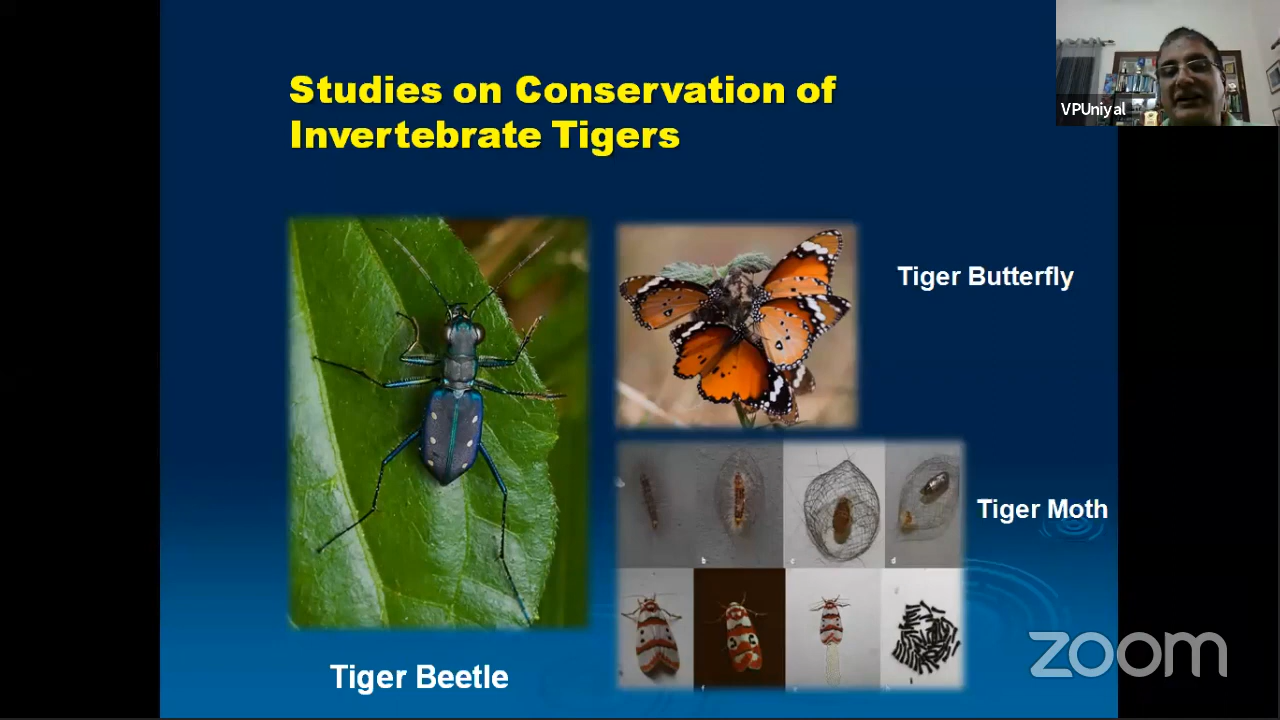 Studies on Conservation of
Invertebrate Tigers
VPUniyal
Tiger Butterfly
Tiger Moth
Tiger Beetle
zoom